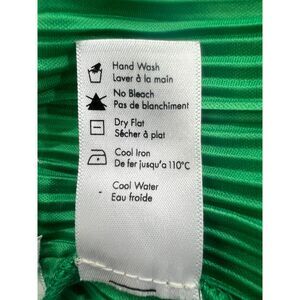 Hand Wash
Laver à la main
No Bleach
Pas de blanchiment
Dry Flat
Sécher à plat
Cool Iron
De fer jusqu'a 110°C
Cool Water
Eau froide